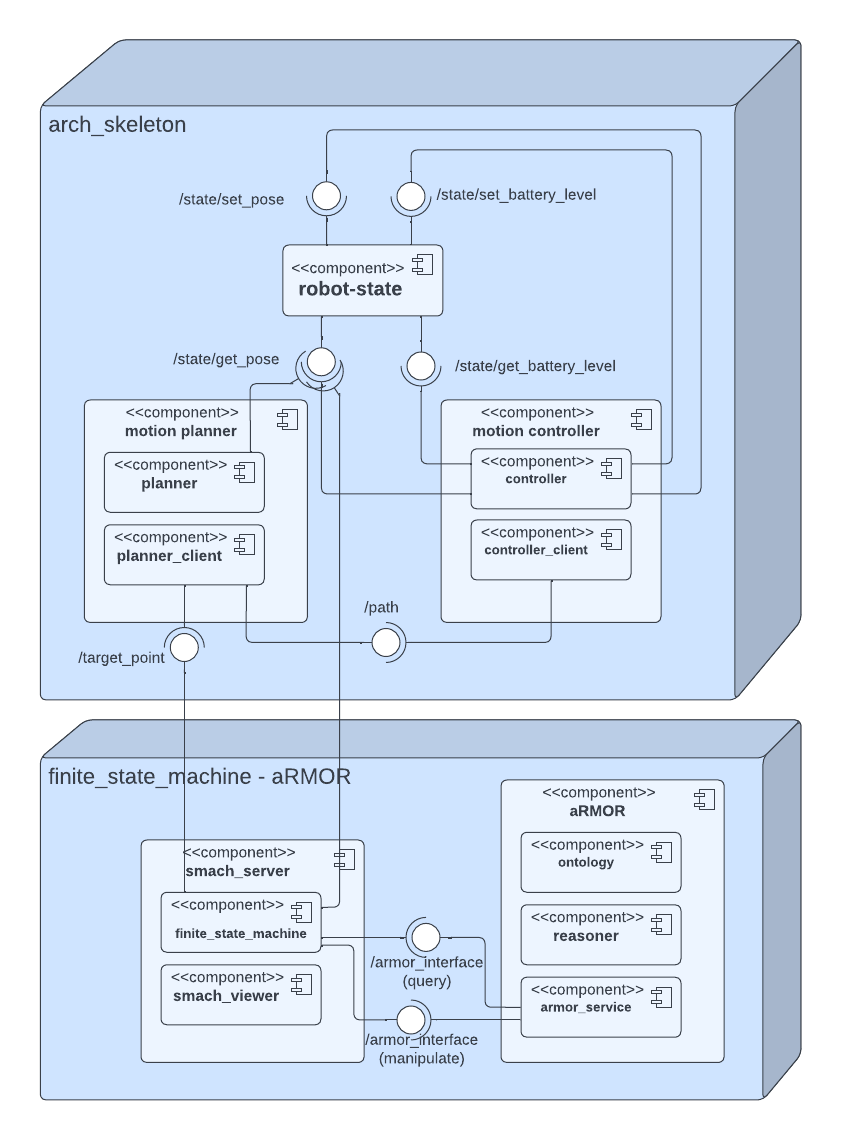 arch_skeleton
/state/set_pose
/state/set_battery_level
<<component>>
robot-state
/state/get_pose
/state/get_battery_level
<<component>>
motion planner
<<component>>
planner
<<component>>
planner_client
<<component>>
motion controller
<<component>>
controller
<<component>>
controller_client
/path
/target_point
finite_state_machine - aRMOR
<<component>>
smach_server
<<component>>
finite_state_machine
<<component>>
smach_viewer
/armor_interface
(query)
/armor_interface
(manipulate)
<<component>>
aRMOR
<<component>>
ontology
<<component>>
reasoner
<<component>>
armor_service